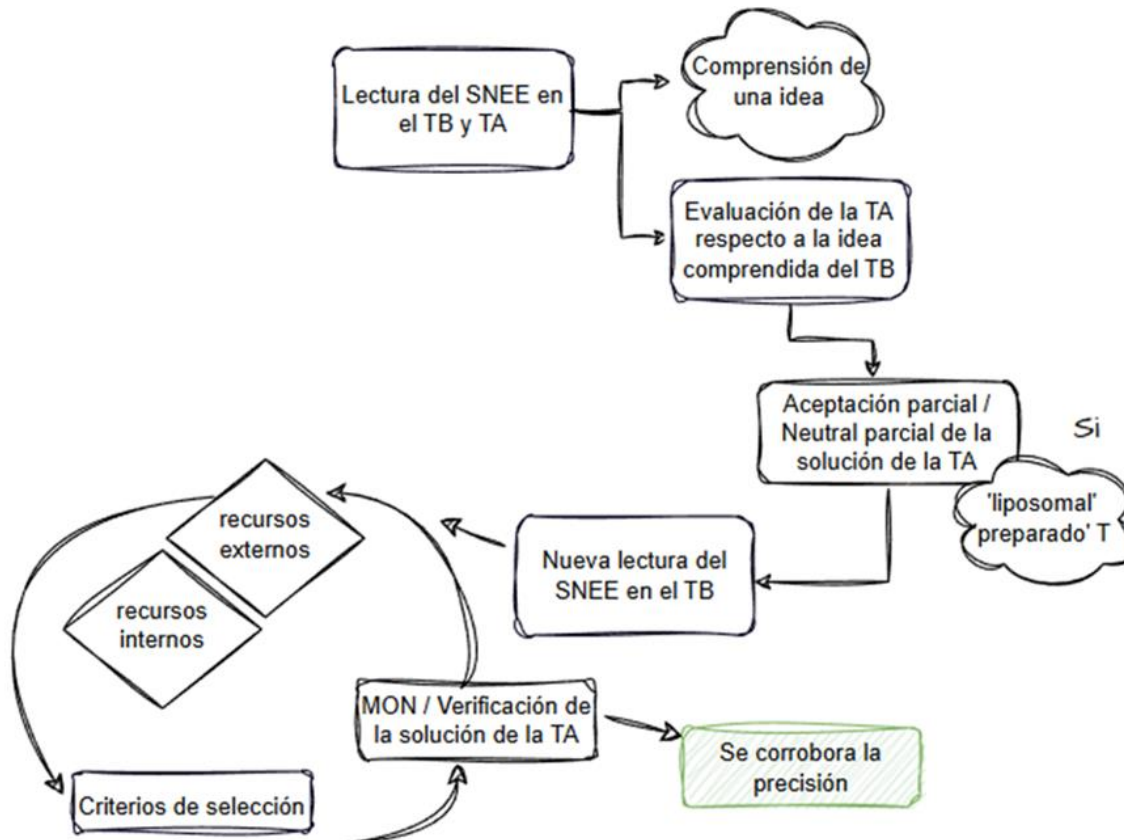 Comprensión de
una idea
Lectura del SNEE en
el TB y TA
Evaluación de la TA
respecto a la idea
comprendida del TB
Aceptación parcial /
Neutral parcial de la
solución de la TA
Si
'liposomal'
preparado' T
Nueva lectura del
SNEE en el TB
recursos
externos
recursos
internos
MON / Verificación de
la solución de la TA
Se corrobora la
precisión
Criterios de selección